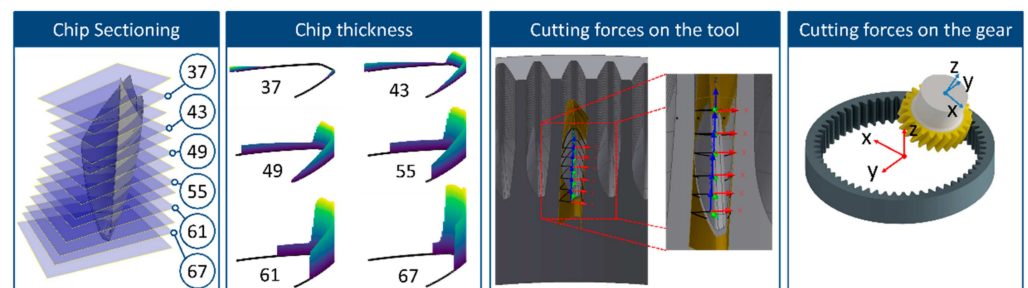 Chip Sectioning
37
43
49
55
61
67
Chip thickness
37
43
49
55
61
67
Cutting forces on the tool
Cutting forces on the gear
z
y
x
z
x
y